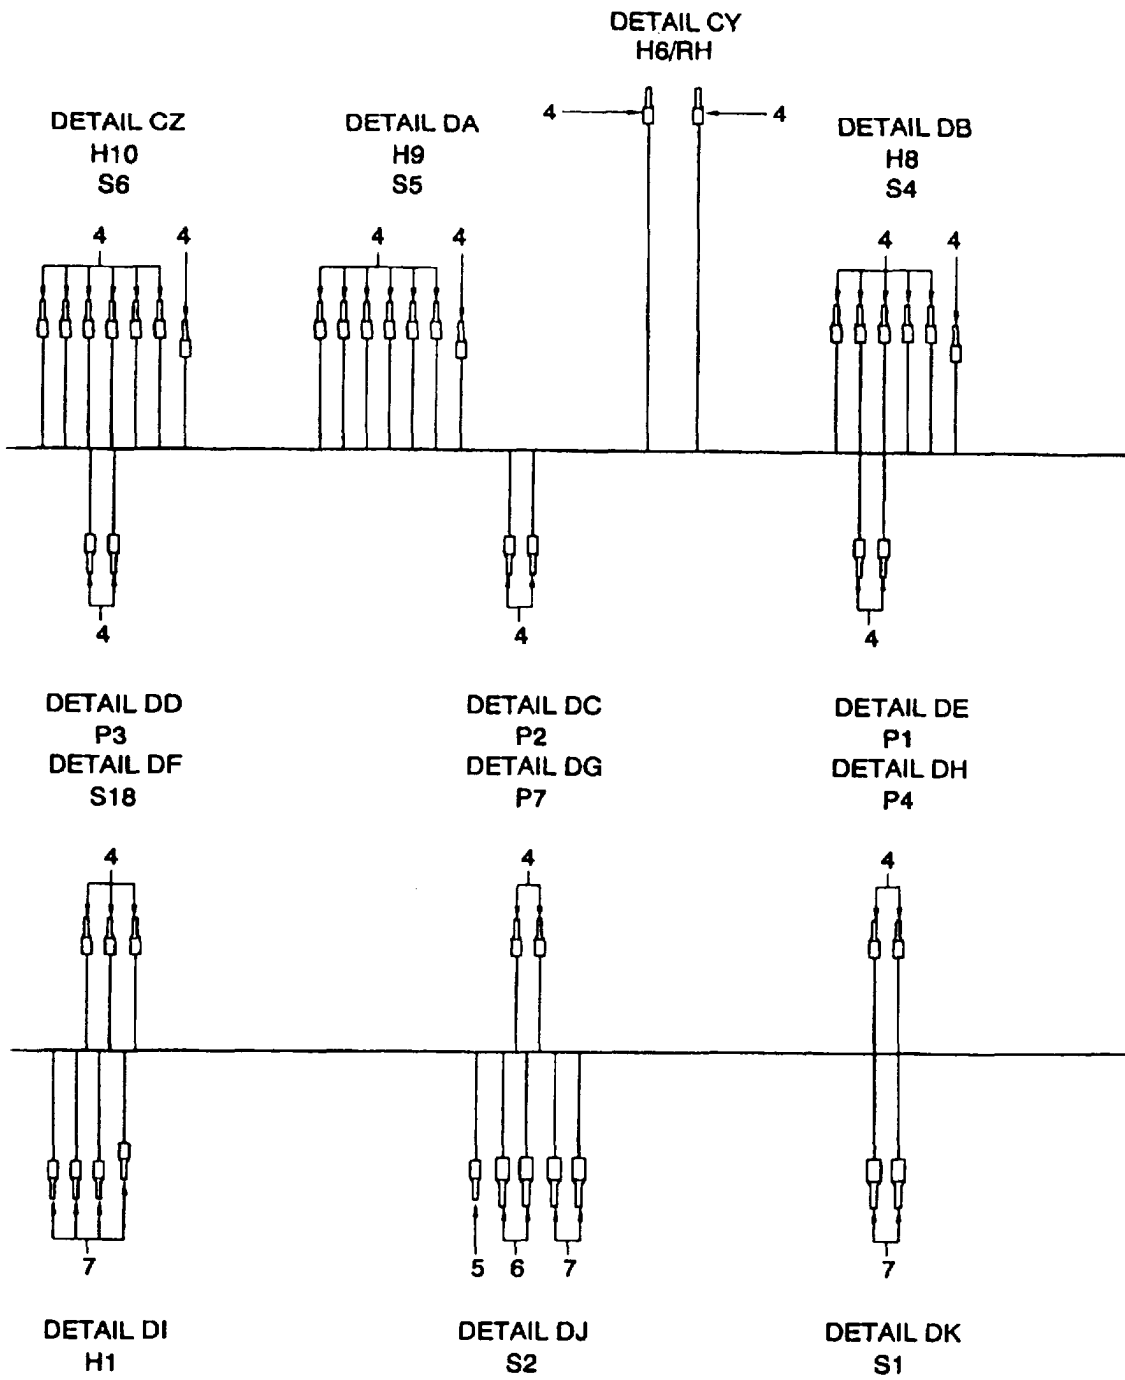 DETAIL CY
H6/RH
4 4
DETAIL CZ
H10
S6
DETAIL DA
H9
S5
DETAIL DB
H8
S4
4 4
4 4
4 4
4
4
4
DETAIL DD
P3
DETAIL DF
S18
DETAIL DC
P2
DETAIL DG
P7
DETAIL DE
P1
DETAIL DH
P4
4
4
4
7
5 6 7
7
DETAIL DI
H1
DETAIL DJ
S2
DETAIL DK
S1